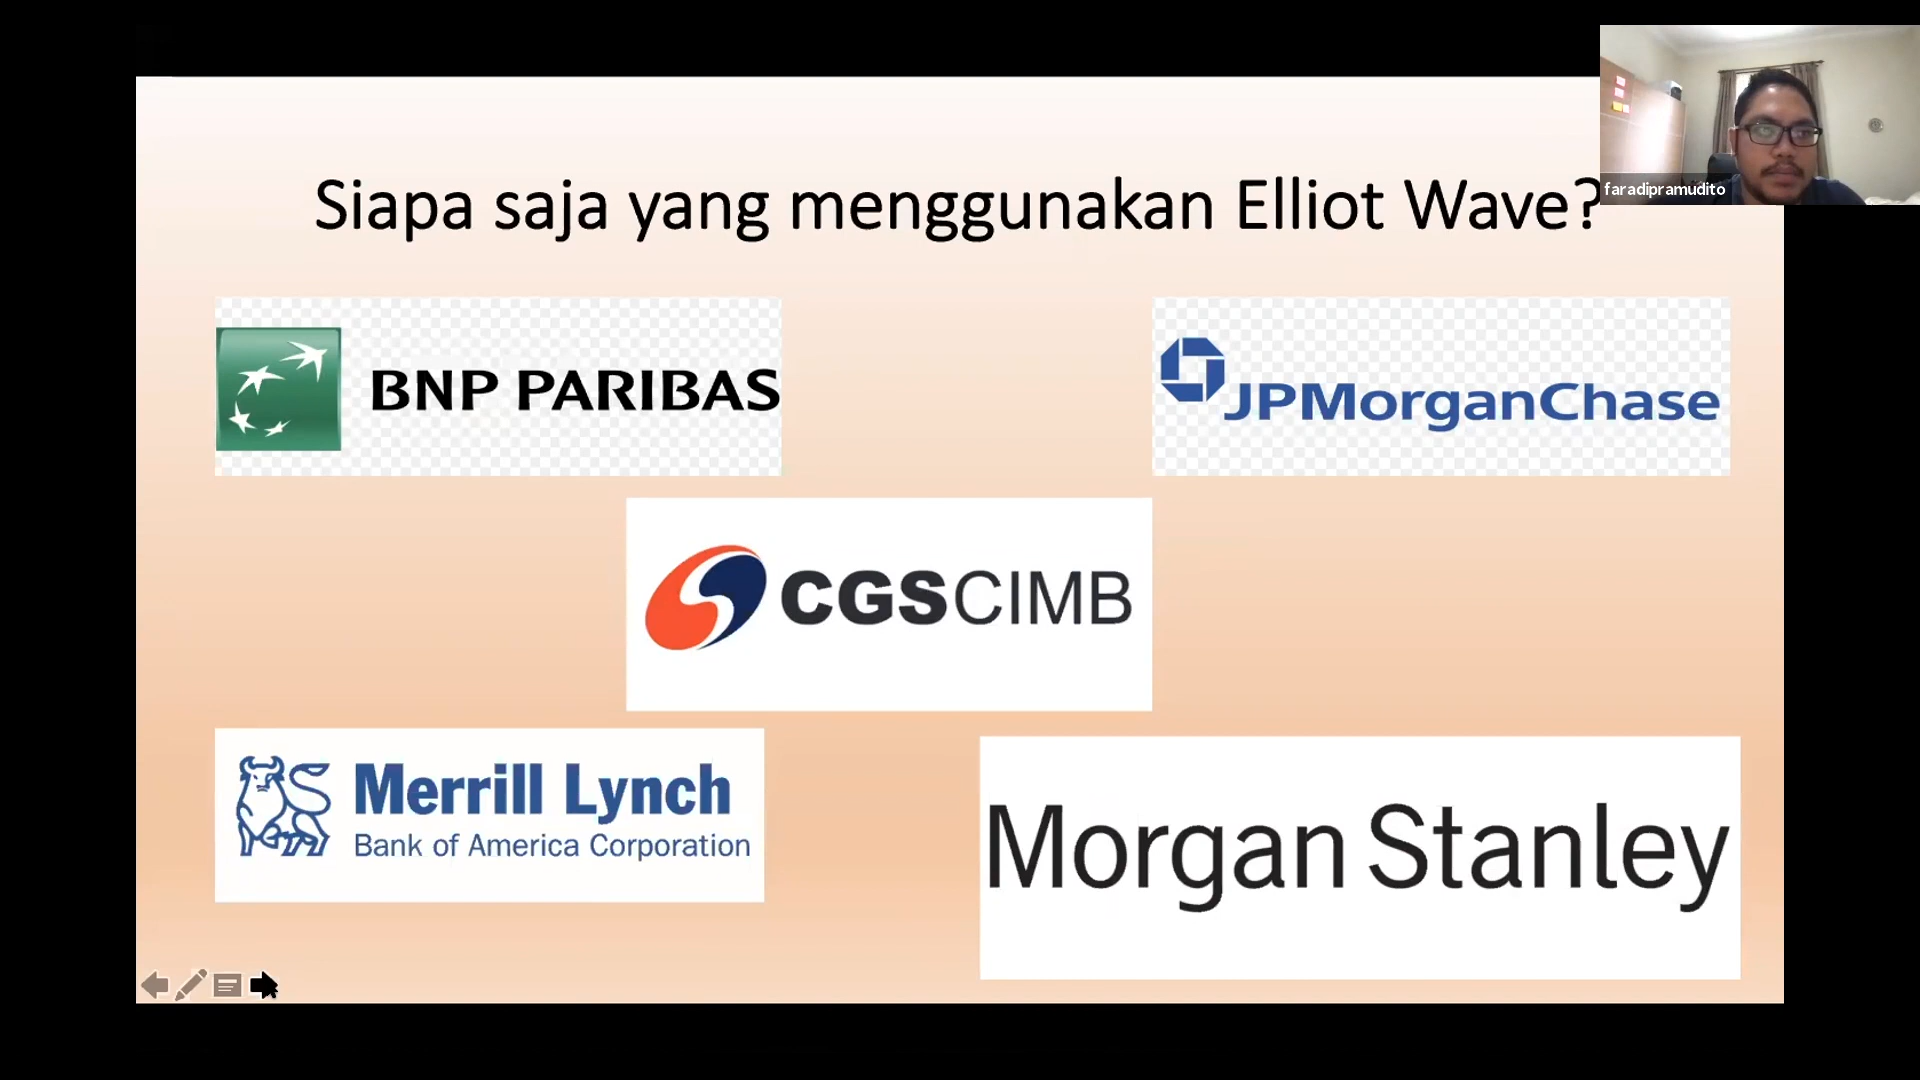 faradipramudito
Siapa saja yang menggunakan Elliot Wave?
BNP PARIBAS
JPMorganChase
CGSCIMB
Merrill Lynch
Bank of America Corporation
Morgan Stanley